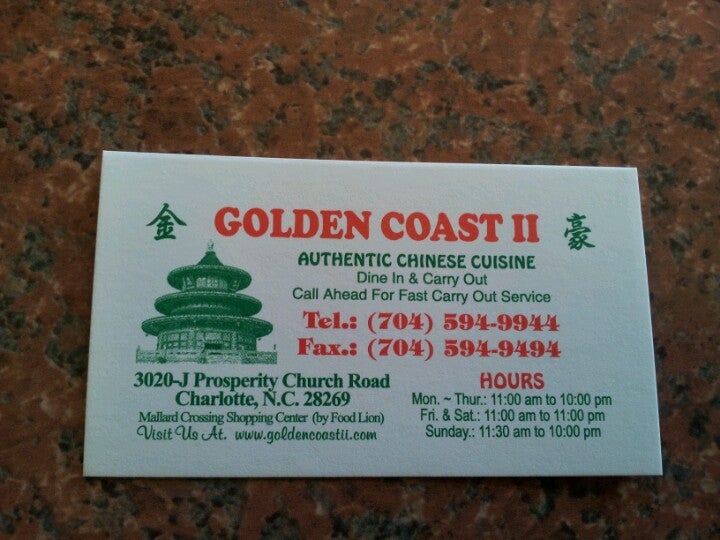 金 GOLDEN COAST II 豪
AUTHENTIC CHINESE CUISINE
Dine In & Carry Out
Call Ahead For Fast Carry Out Service
Tel.: (704) 594-9944
Fax.: (704) 594-9494
3020-J Prosperity Church Road
Charlotte, N.C. 28269
Mallard Crossing Shopping Center (by Food Lion)
Visit Us At. www.goldencoastii.com
HOURS
Mon. ~ Thur.: 11:00 am to 10:00 pm
Fri. & Sat.: 11:00 am to 11:00 pm
Sunday.: 11:30 am to 10:00 pm